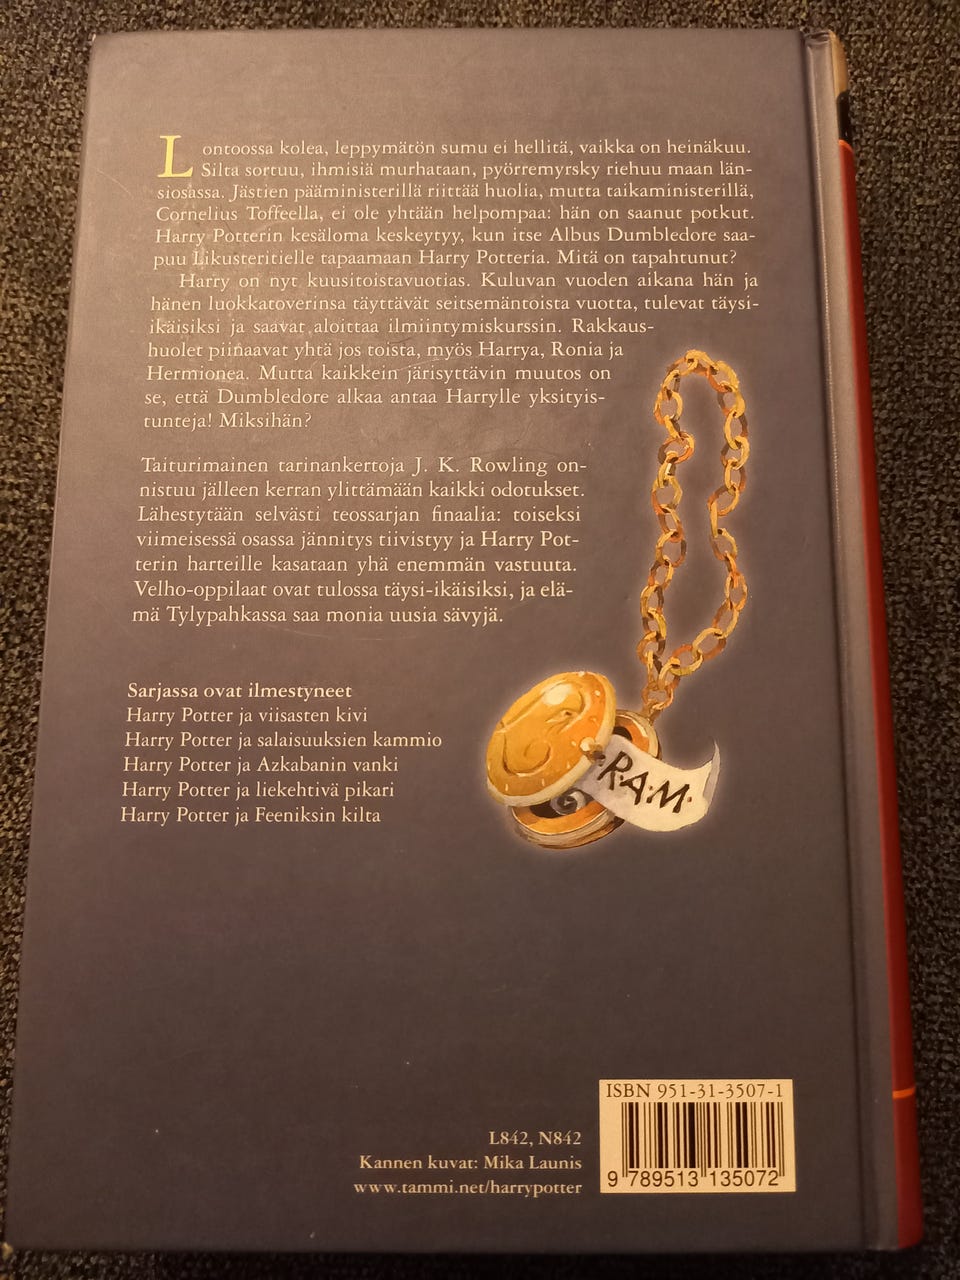 Lontoossa kolea, leppymätön sumu ei hellitä, vaikka on heinäkuu.
Silta sortuu, ihmisiä murhataan, pyörremyrsky riehuu maan län-
siosassa. Jästien pääministerillä riittää huolia, mutta taikaministerillä,
Cornelius Toffeella, ei ole yhtään helpompaa: hän on saanut potkut.
Harry Potterin kesäloma keskeytyy, kun itse Albus Dumbledore saa-
puu Likusteritielle tapaamaan Harry Potteria. Mitä on tapahtunut?
Harry on nyt kuusitoistavuotias. Kuluvan vuoden aikana hän ja
hänen luokkatoverinsa täyttävät seitsemäntoista vuotta, tulevat täysi-
ikäisiksi ja saavat aloittaa ilmiintymiskurssin. Rakkaus-
huolet piinaavat yhtä jos toista, myös Harrya, Ronia ja
Hermionea. Mutta kaikkein järisyttävin muutos on
se, että Dumbledore alkaa antaa Harrylle yksityis-
tunteja! Miksihän?
Taiturimainen tarinankertoja J. K. Rowling on-
nistuu jälleen kerran ylittämään kaikki odotukset.
Lähestytään selvästi teossarjan finaalia: toiseksi
viimeisessä osassa jännitys tiivistyy ja Harry Pot-
terin harteille kasataan yhä enemmän vastuuta.
Velho-oppilaat ovat tulossa täysi-ikäisiksi, ja elä-
mä Tylypahkassa saa monia uusia sävyjä.
Sarjassa ovat ilmestyneet
Harry Potter ja viisasten kivi
Harry Potter ja salaisuuksien kammio
Harry Potter ja Azkabanin vanki
Harry Potter ja liekehtivä pikari
Harry Potter ja Feeniksin kilta
R.A.M.
ISBN 951-31-3507-1
L842, N842
Kannen kuvat: Mika Launis
www.tammi.net/harrypotter
9 789513 135072